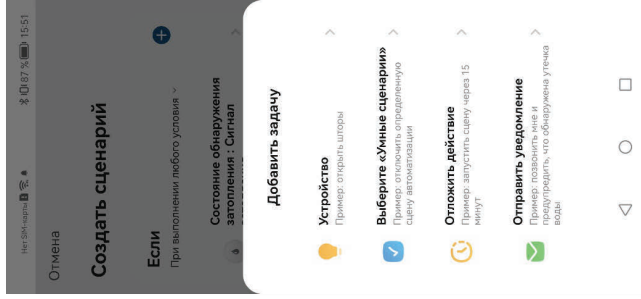 Нет SIM-карты
87 % 15:51
Отмена
Создать сценарий
Если
При выполнении любого условия
Состояние обнаружения
затопления : Сигнал
Добавить задачу
Устройство
Пример: открыть шторы
Выберите «Умные сценарии»
Пример: отключить определенную
сцену автоматизации
Отложить действие
Пример: запустить сцену через 15
минут
Отправить уведомление
Пример: позвонить мне и
предупредить, что обнаружена утечка
воды